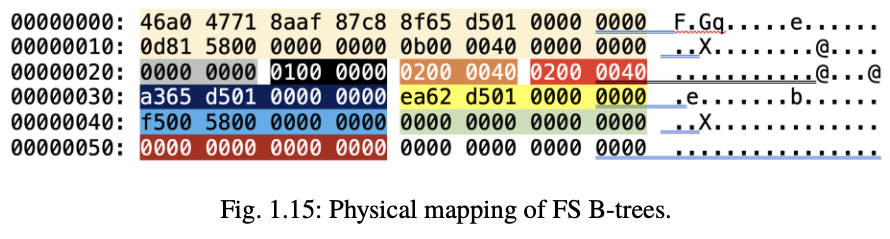 00000000: 46a0 4771 8aaf 87c8 8f65 d501 0000 0000 F.Gq.....e......
00000010: 0d81 5800 0000 0000 0b00 0040 0000 0000 ..X........@....
00000020: 0000 0000 0100 0000 0200 0040 0200 0040 ...........@...@
00000030: a365 d501 0000 0000 ea62 d501 0000 0000 .e.......b......
00000040: f500 5800 0000 0000 0000 0000 0000 0000 ..X.............
00000050: 0000 0000 0000 0000 0000 0000 0000 0000 ................
Fig. 1.15: Physical mapping of FS B-trees.